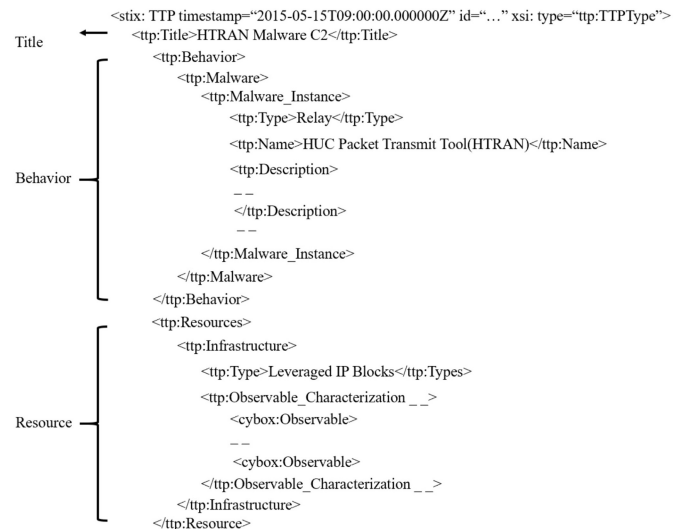 <stix: TTP timestamp=“2015-05-15T09:00:00.000000Z” id=“…” xsi: type=“ttp:TTPType”>
Title
<ttp:Title>HTRAN Malware C2</ttp:Title>
<ttp:Behavior>
<ttp:Malware>
<ttp:Malware_Instance>
<ttp:Type>Relay</ttp:Type>
<ttp:Name>HUC Packet Transmit Tool(HTRAN)</ttp:Name>
<ttp:Description>
Behavior
_ _
</ttp:Description>
_ _
</ttp:Malware_Instance>
</ttp:Malware>
</ttp:Behavior>
<ttp:Resources>
<ttp:Infrastructure>
<ttp:Type>Leveraged IP Blocks</ttp:Types>
<ttp:Observable_Characterization _ _>
<cybox:Observable>
Resource
_ _
<cybox:Observable>
</ttp:Observable_Characterization _ _>
</ttp:Infrastructure>
</ttp:Resource>